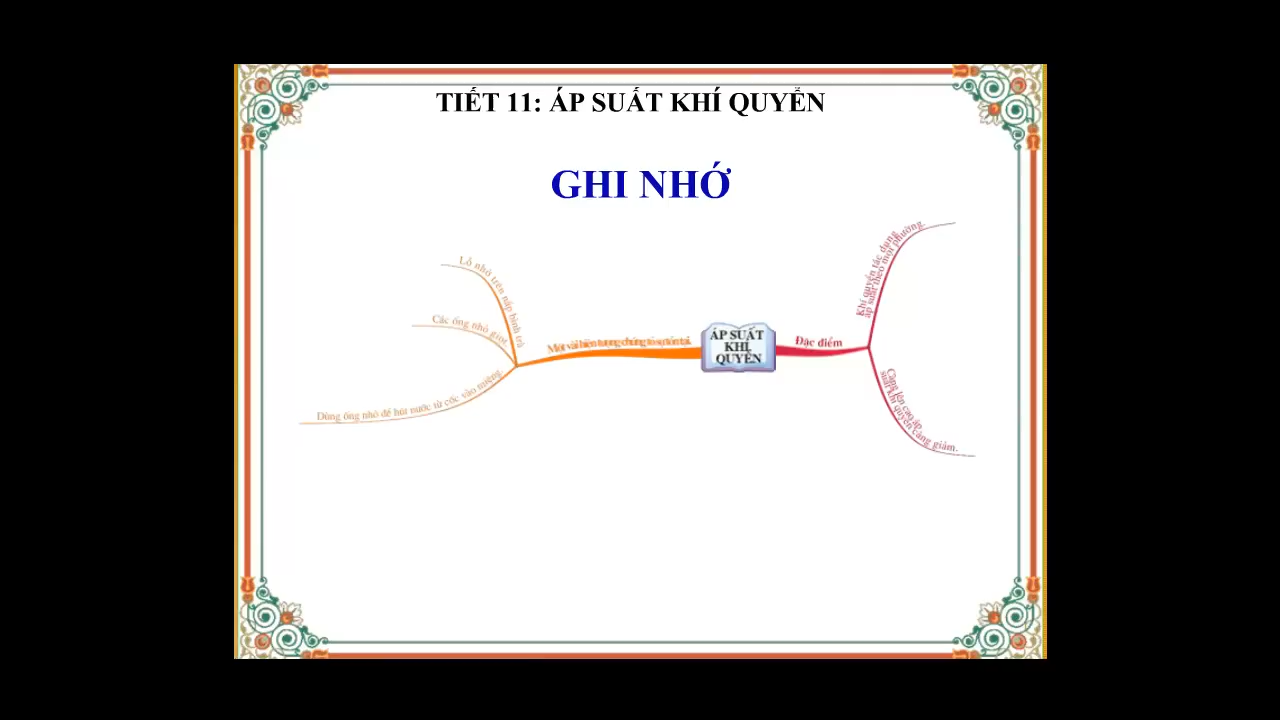 TIẾT 11: ÁP SUẤT KHÍ QUYỂN
GHI NHỚ
Khí quyển tác dụng
áp suất theo mọi phương.
Lỗ nhỏ trên nắp bình trà
Các ống nhỏ giọt.
Một vài hiện tượng chứng tỏ sự tồn tại.
ÁP SUẤT
KHÍ
QUYỂN
Đặc điểm
Dùng ống nhỏ để hút nước từ cốc vào miệng.
Càng lên cao áp
suất khí quyển càng giảm.